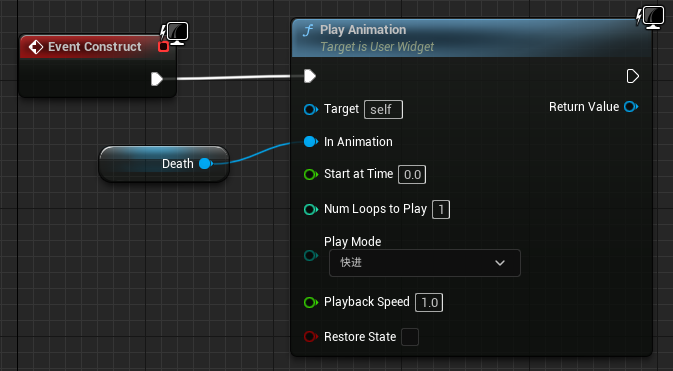 Event Construct
f Play Animation
Target is User Widget
Target self
Return Value
Death
In Animation
Start at Time 0.0
Num Loops to Play 1
Play Mode
快进
Playback Speed 1.0
Restore State